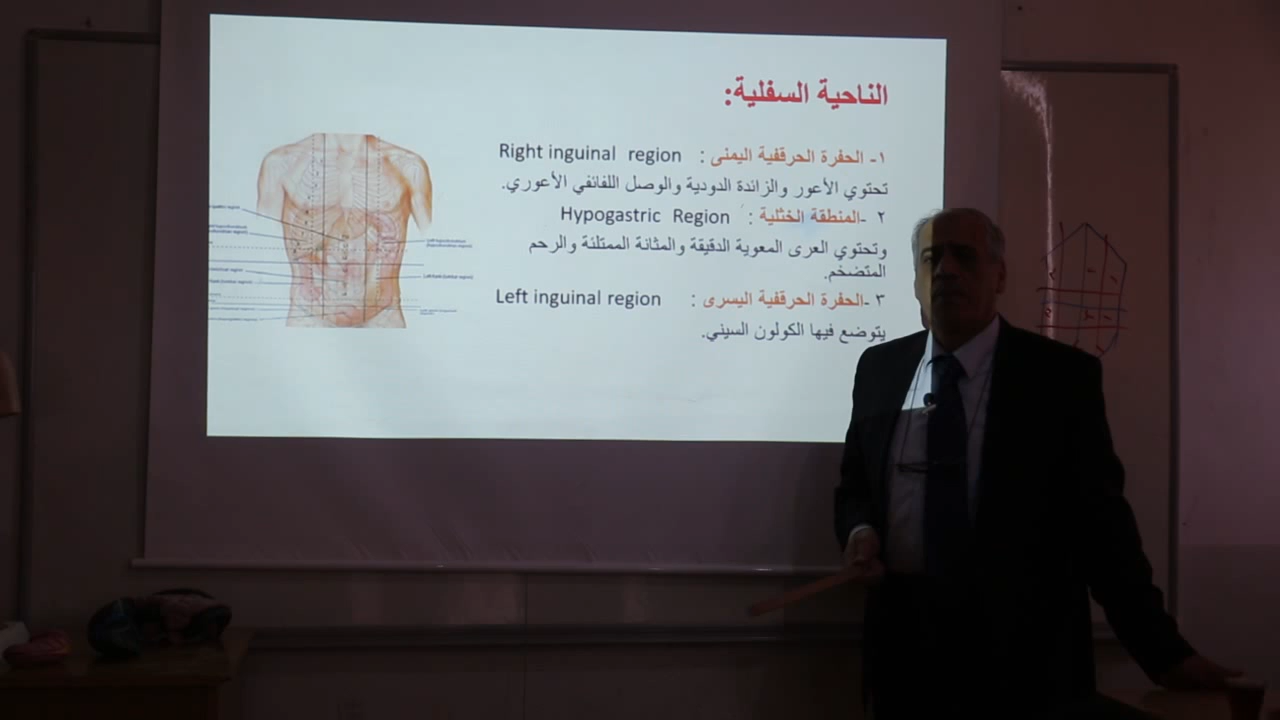 الناحية السفلية:
١- الحفرة الحرقفية اليمنى : Right inguinal region
تحتوي الأعور والزائدة الدودية والوصل اللفائفي الأعوري.
٢ -المنطقة الخثلية : Hypogastric Region
وتحتوي العرى المعوية الدقيقة والمثانة الممتلئة والرحم
المتضخم.
٣ -الحفرة الحرقفية اليسرى : Left inguinal region
يتوضع فيها الكولون السيني.